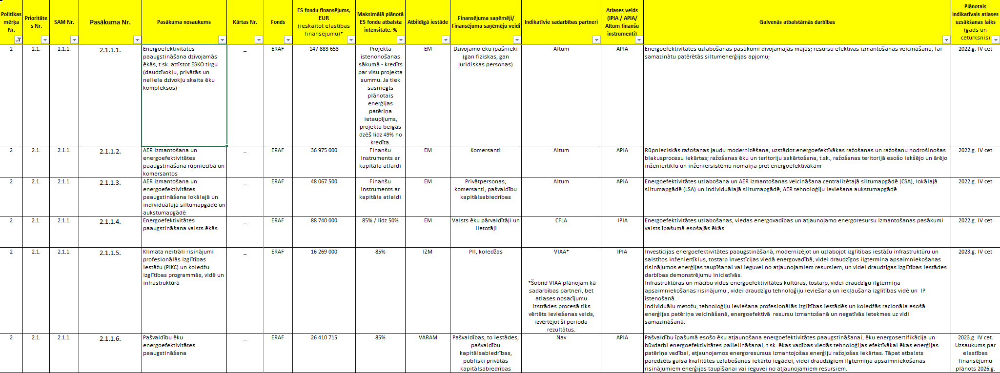 Politikas
mērķa
Nr.
Prioritāte
s Nr.
SAM Nr.
Pasākuma Nr.
Pasākuma nosaukums
Kārtas Nr.
Fonds
ES fondu finansējums,
EUR
(ieskaitot elastības
finansējumu)*
Maksimālā plānotā
ES fondu atbalsta
intensitāte, %
Atbildīgā iestāde
Finansējuma saņēmēji/
Finansējuma saņēmēju veidi
Indikatīvie sadarbības partneri
Atlases veids
(IPIA / APIA/
Altum finanšu
instrumenti)
Galvenās atbalstāmās darbības
Plānotais
indikatīvais atlases
uzsākšanas laiks
(gads un
ceturksnis)
2
2.1.
2.1.1.
2.1.1.1.
Energoefektivitātes
paaugstināšana dzīvojamās
ēkās, t.sk. attīstot ESKO tirgu
(daudzīvokļu, privātās un
neliela dzīvokļu skaita ēku
kompleksos)
_
ERAF
147 883 653
Projekta
īstenonošanas
sākumā - kredīts
par visu projekta
summu. Ja tiek
sasniegts
plānotais
enerģijas
patēriņa
ietaupījums,
projekta beigās
dzēš līdz 49% no
kredīta.
EM
Dzīvojamo ēku īpašnieki
(gan fiziskas, gan
juridiskas personas)
Altum
APIA
Energoefektivitātes uzlabošanas pasākumi dīvojamajās mājās; resursu efektīvas izmantošanas veicināšana, lai
samazinātu patērētās siltumenerģijas apjomu;
2022.g. IV cet
2
2.1.
2.1.1.
2.1.1.2.
AER izmantošana un
energoefektivitātes
paaugstināšana rūpniecībā un
komersantos
_
ERAF
36 975 000
Finanšu
instruments ar
kapitāla atlaidi
EM
Komersanti
Altum
APIA
Rūpnieciskās ražošanas jaudu modernizēšana, uzstādot energoefektīvākas ražošanas un ražošanu nodrošinošas
blakusprocesu iekārtas; ražošanas ēku un teritoriju sakārtošana, t.sk., ražošanas teritorijā esošo iekšējo un ārējo
inženiertīklu un inženiersistēmu nomaiņa pret energoefektīvākām
2022.g. IV cet
2
2.1.
2.1.1.
2.1.1.3.
AER izmantošana un
energoefektivitātes
paaugstināšana lokālajā un
individuālajā siltumapgādē un
aukstumapgādē
_
ERAF
48 067 500
Finanšu
instruments ar
kapitāla atlaidi
EM
Privātpersonas,
komersanti, pašvaldību
kapitālsabiedrības
Altum
APIA
Energoefektivitātes uzlabošana un AER izmantošanas veicināšana centralizētajā siltumapgādē (CSA), lokālajā
siltumapgādē (LSA) un individuālajā siltumapgādē; AER tehnoloģiju ieviešana aukstumapgādē
2022.g. IV cet
2
2.1.
2.1.1.
2.1.1.4.
Energoefektivitātes
paaugstināšana valsts ēkās
_
ERAF
88 740 000
85% / līdz 50%
EM
Valsts ēku pārvaldītāji un
lietotāji
CFLA
IPIA
Energoefektivitātes uzlabošanas, viedas energovadības un atjaunojamo energoresursu izmantošanas pasākumi
valsts īpašumā esošajās ēkās
2022.g. IV cet
2
2.1.
2.1.1.
2.1.1.5.
Klimata neitrāli risinājumi
profesionālās izglītības
iestāžu (PIKC) un koledžu
izglītības programmās, vidē un
infrastruktūrā
_
ERAF
16 269 000
85%
IZM
PII, koledžas
VIAA*
*Šobrīd VIAA plānojam kā
sadarbības partneri, bet
atlases nosacījumu
izstrādes procesā tiks
vērtēts ieviešanas veids,
izvērtējot šī perioda
rezultātus.
IPIA
Investīcijas energoefektivitātes paaugstināšanā, modernizējot un uzlabojot izglītības iestāžu infrastruktūru un
saistītos inženiertīklus, tostarp investīcijas viedā energovadībā, videi draudzīgos ilgtermiņa apsaimniekošanas
risinājumos enerģijas taupīšanai vai ieguvei no atjaunojamiem resursiem, un videi draudzīgas izglītības iestādes
darbības demonstrējumu iniciatīvās.
Infrastruktūras un mācību vides energoefektivitātes kultūras, tostarp, videi draudzīgu ilgtermiņa
apsaimniekošanas risinājumu , videi draudzīgu tehnoloģiju ieviešana un iekļaušana izglītības vidē un  IP
īstenošanā.
Individuālu metožu, tehnoloģiju ieviešana profesionālās izglītības iestādēs un koledžās racionāla esošā
enerģijas patēriņa veicināšanā, energoefektīvā  resursu izmantošanā un negatīvās ietekmes uz vidi
samazināšanā.
2023.g. IV cet
2
2.1.
2.1.1.
2.1.1.6.
Pašvaldību ēku
energoefektivitātes
paaugstināšana
_
ERAF
26 410 715
85%
VARAM
Pašvaldības, to iestādes,
pašvaldību
kapitālsabiedrības,
publiski privātās
kapitālsabiedrības
Nav
APIA
Pašvaldību īpašumā esošo ēku atjaunošana energoefektivitātes paaugstināšanai, ēku energosertifikācija un
būvdarbi energoefektivitātes palielināšanai, t.sk. ēkas vadības viedās tehnoloģijas efektīvākai ēkas enerģijas
patēriņa vadībai, atjaunojamos energoresursus izmantojošas enerģiju ražojošas iekārtas. Tāpat atbalsts
paredzēts gaisa kvalitātes uzlabošanas iekārtu iegādei, videi draudzīgiem ilgtermiņa apsaimniekošanas
risinājumiem enerģijas taupīšanai vai ieguvei no atjaunojamiem resursiem.
2023.g. IV cet.
Uzsaukums par
elastības
finansējumu
plānots 2026.g.